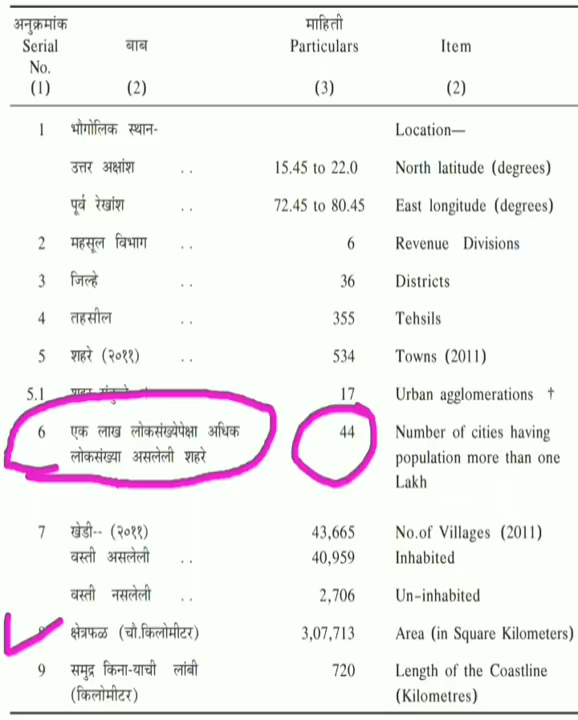 अनुक्रमांक माहिती
Serial बाब Particulars Item
No.
(1) (2) (3) (2)
1 भौगोलिक स्थान- Location—
उत्तर अक्षांश .. 15.45 to 22.0 North latitude (degrees)
पूर्व रेखांश .. 72.45 to 80.45 East longitude (degrees)
2 महसूल विभाग .. 6 Revenue Divisions
3 जिल्हे .. 36 Districts
4 तहसील .. 355 Tehsils
5 शहरे (२०११) .. 534 Towns (2011)
5.1 17 Urban agglomerations †
6 एक लाख लोकसंख्येपेक्षा अधिक 44 Number of cities having
लोकसंख्या असलेली शहरे population more than one
Lakh
7 खेडी-- (२०११) 43,665 No.of Villages (2011)
वस्ती असलेली .. 40,959 Inhabited
वस्ती नसलेली .. 2,706 Un-inhabited
क्षेत्रफळ (चौ.किलोमीटर) 3,07,713 Area (in Square Kilometers)
9 समुद्र किना-याची लांबी 720 Length of the Coastline
(किलोमीटर) (Kilometres)